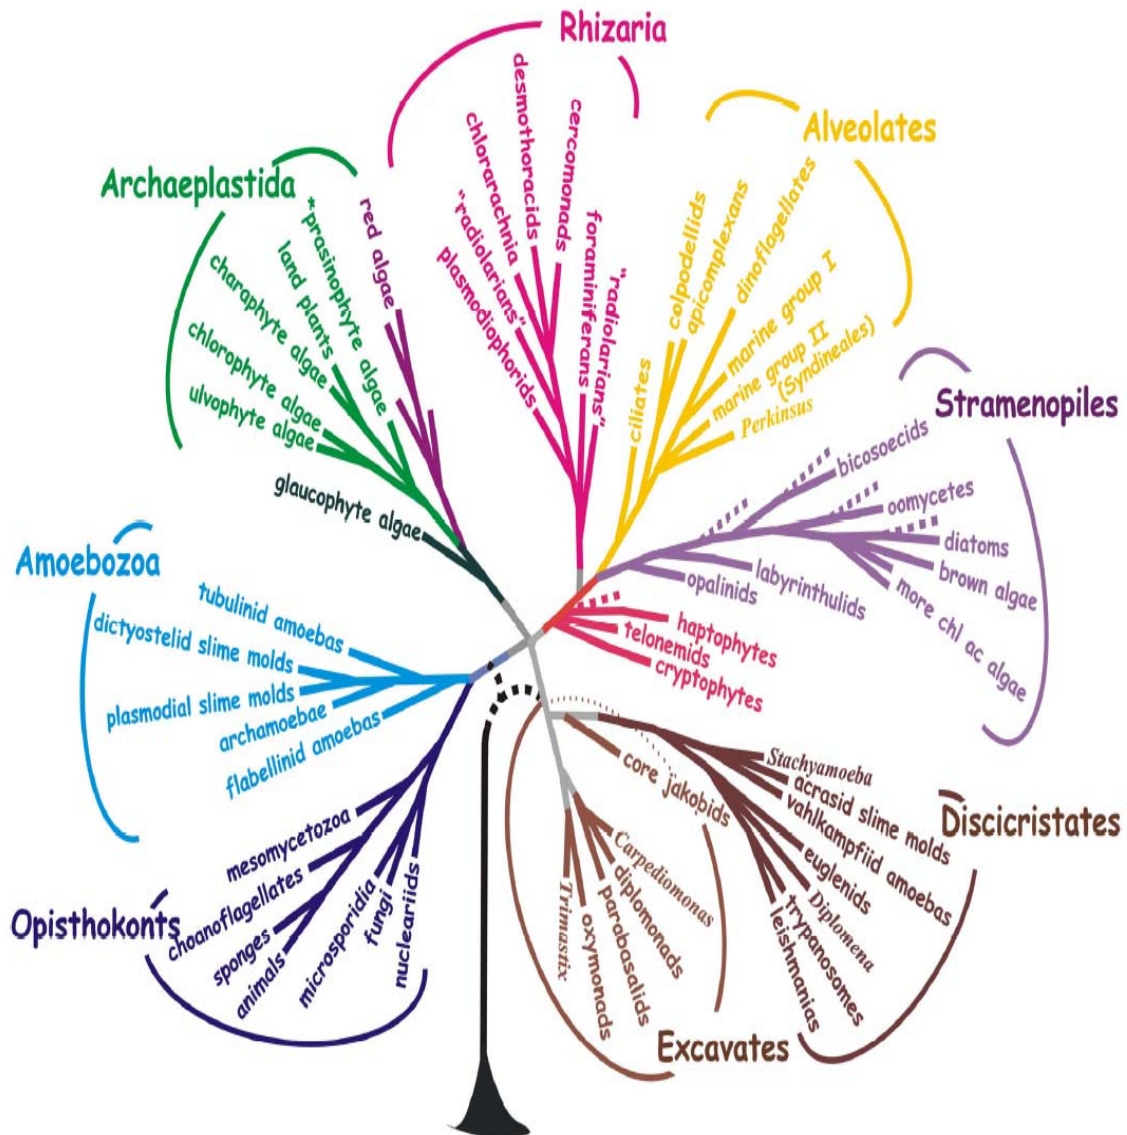 Rhizaria
desmothoracids
cercomonads
chlorarachnia
"radiolarians"
plasmodiophorids
foraminiferans
"radiolarians"
Alveolates
colpodellids
apicomplexans
dinoflagellates
marine group I
marine group II
(Syndineales)
Perkinsus
ciliates
Archaeplastida
red algae
*prasinophyte algae
land plants
charaphyte algae
chlorophyte algae
ulvophyte algae
glaucophyte algae
Stramenopiles
bicosoecids
oomycetes
diatoms
brown algae
more chl ac algae
labyrinthulids
opalinids
haptophytes
telonemids
cryptophytes
Amoebozoa
tubulinid amoebas
dictyostelid slime molds
plasmodial slime molds
archamoebae
flabellinid amoebas
Opisthokonts
mesomycetozoa
choanoflagellates
sponges
animals
microsporidia
fungi
nucleariids
Discicristates
Stachyamoeba
acrasid slime molds
vahlkampfiid amoebas
euglenids
Diplomena
trypanosomes
leishmanias
Excavates
core jakobids
Carpediomonas
diplomonads
parabasalids
oxymonads
Trimastix